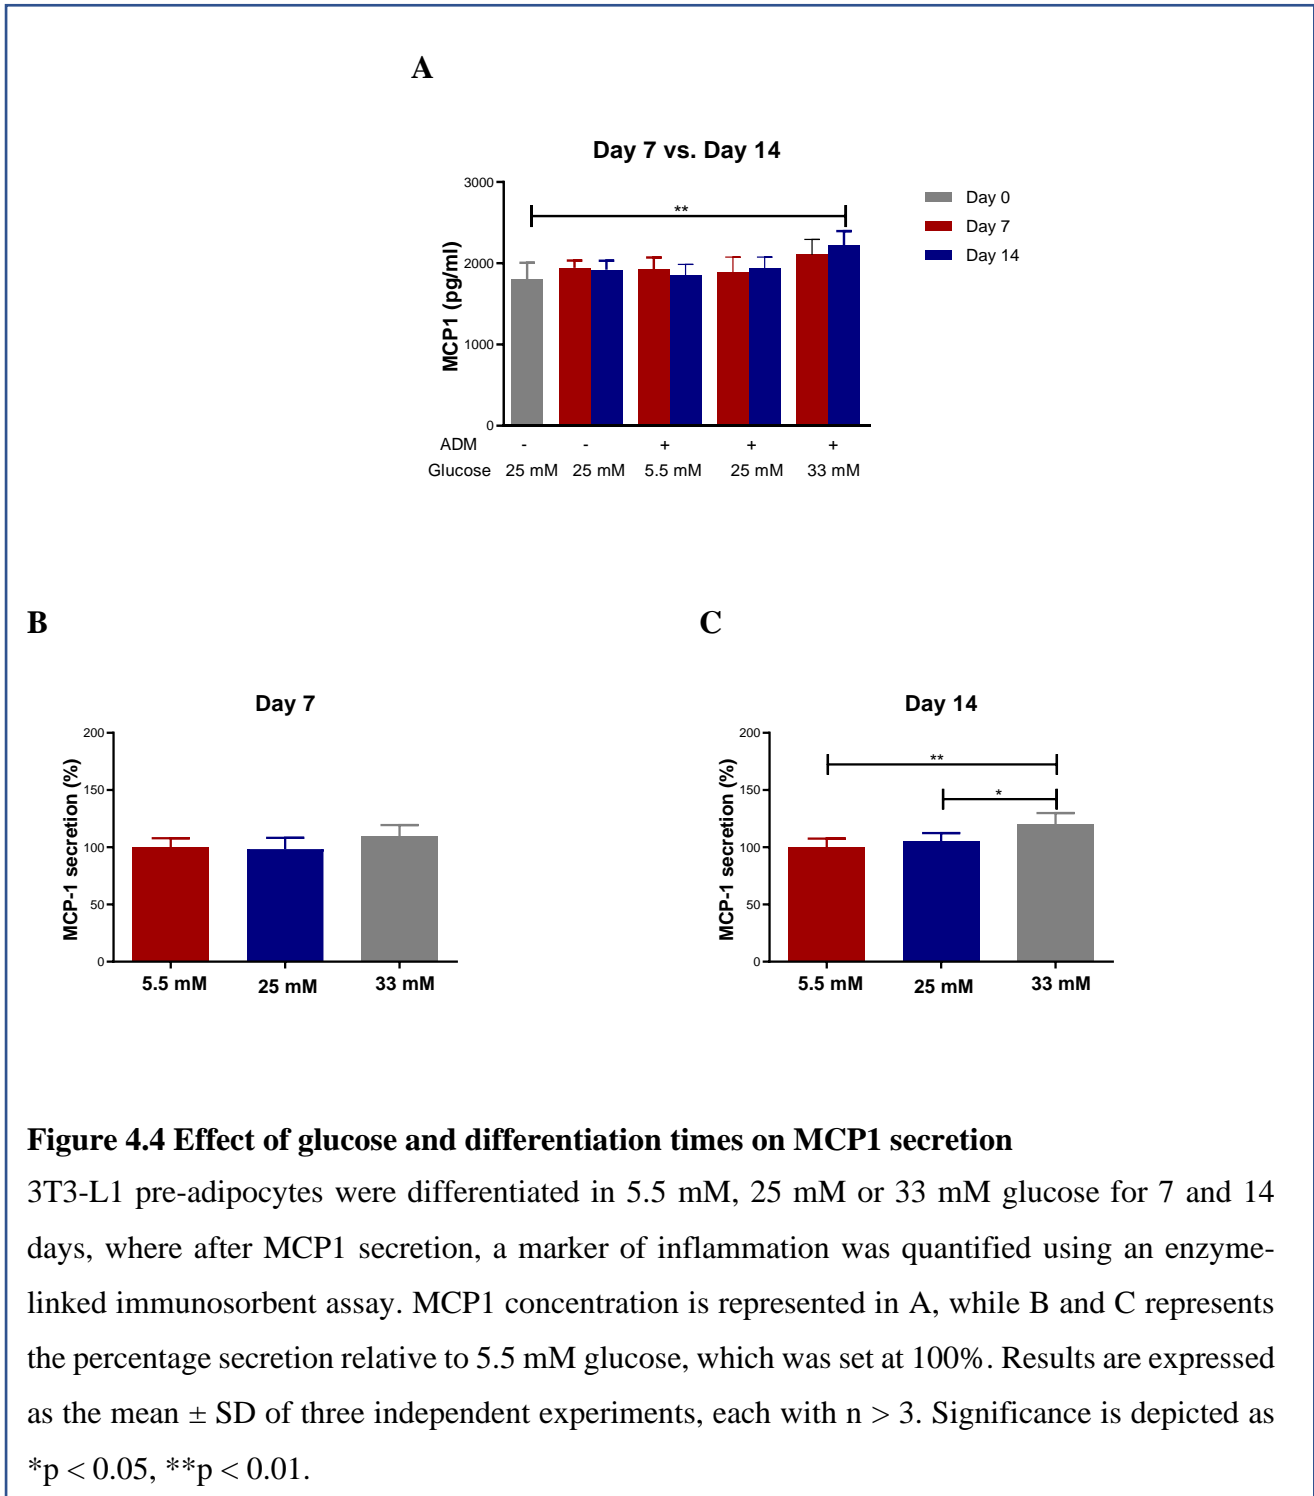 A
Day 7 vs. Day 14
3000
2000
1000
0
MCP1 (pg/ml)
**
Day 0
Day 7
Day 14
ADM - - + + +
Glucose 25 mM 25 mM 5.5 mM 25 mM 33 mM
B
Day 7
200
150
100
50
0
MCP-1 secretion (%)
5.5 mM 25 mM 33 mM
C
Day 14
200
150
100
50
0
MCP-1 secretion (%)
**
*
5.5 mM 25 mM 33 mM
Figure 4.4 Effect of glucose and differentiation times on MCP1 secretion
3T3-L1 pre-adipocytes were differentiated in 5.5 mM, 25 mM or 33 mM glucose for 7 and 14
days, where after MCP1 secretion, a marker of inflammation was quantified using an enzyme-
linked immunosorbent assay. MCP1 concentration is represented in A, while B and C represents
the percentage secretion relative to 5.5 mM glucose, which was set at 100%. Results are expressed
as the mean ± SD of three independent experiments, each with n > 3. Significance is depicted as
*p < 0.05, **p < 0.01.